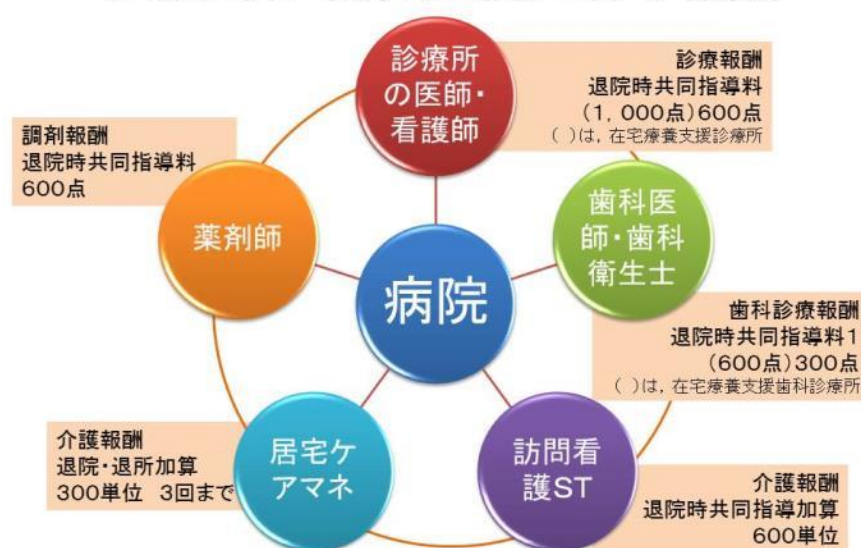 診療所
の医師・
看護師
診療報酬
退院時共同指導料
(1,000点)600点
( )は,在宅療養支援診療所
調剤報酬
退院時共同指導料
600点
薬剤師
歯科医
師・歯科
衛生士
病院
歯科診療報酬
退院時共同指導料1
(600点)300点
( )は,在宅療養支援歯科診療所
介護報酬
退院・退所加算
300単位 3回まで
居宅ケ
アマネ
訪問看
護ST
介護報酬
退院時共同指導加算
600単位